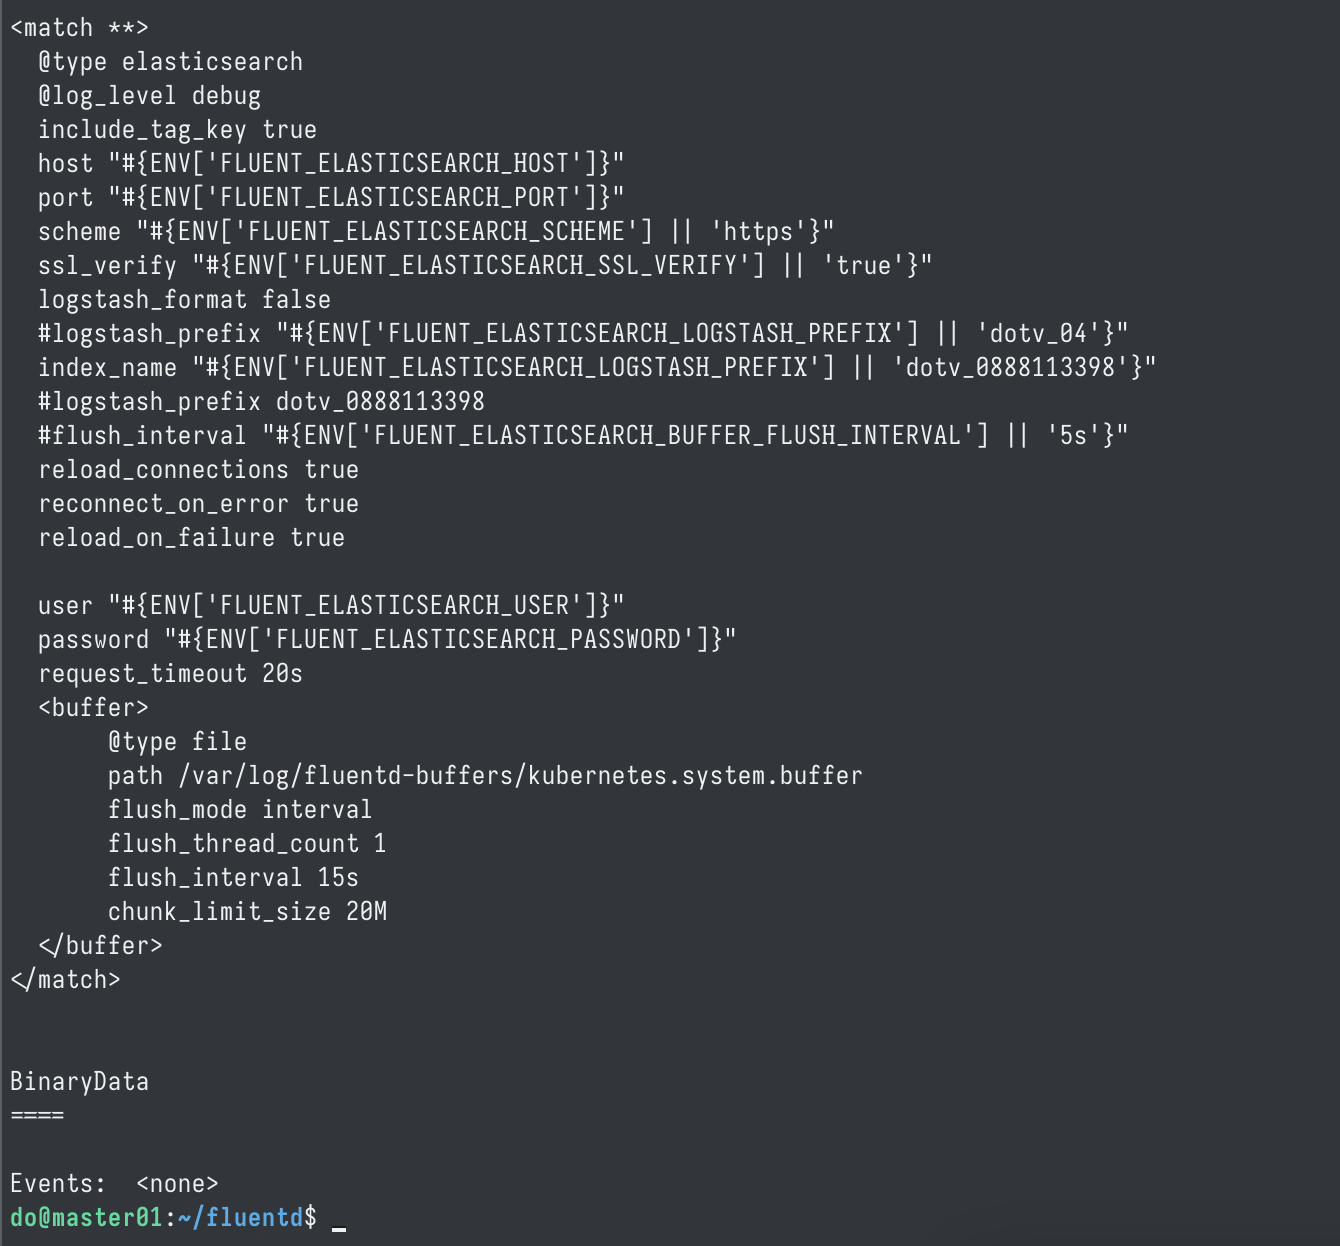 <match **>
  @type elasticsearch
  @log_level debug
  include_tag_key true
  host "#{ENV['FLUENT_ELASTICSEARCH_HOST']}"
  port "#{ENV['FLUENT_ELASTICSEARCH_PORT']}"
  scheme "#{ENV['FLUENT_ELASTICSEARCH_SCHEME'] || 'https'}"
  ssl_verify "#{ENV['FLUENT_ELASTICSEARCH_SSL_VERIFY'] || 'true'}"
  logstash_format false
  #logstash_prefix "#{ENV['FLUENT_ELASTICSEARCH_LOGSTASH_PREFIX'] || 'dotv_04'}"
  index_name "#{ENV['FLUENT_ELASTICSEARCH_LOGSTASH_PREFIX'] || 'dotv_0888113398'}"
  #logstash_prefix dotv_0888113398
  #flush_interval "#{ENV['FLUENT_ELASTICSEARCH_BUFFER_FLUSH_INTERVAL'] || '5s'}"
  reload_connections true
  reconnect_on_error true
  reload_on_failure true

  user "#{ENV['FLUENT_ELASTICSEARCH_USER']}"
  password "#{ENV['FLUENT_ELASTICSEARCH_PASSWORD']}"
  request_timeout 20s
  <buffer>
       @type file
       path /var/log/fluentd-buffers/kubernetes.system.buffer
       flush_mode interval
       flush_thread_count 1
       flush_interval 15s
       chunk_limit_size 20M
  </buffer>
</match>

BinaryData
====

Events:  <none>
do@master01:~/fluentd$ _